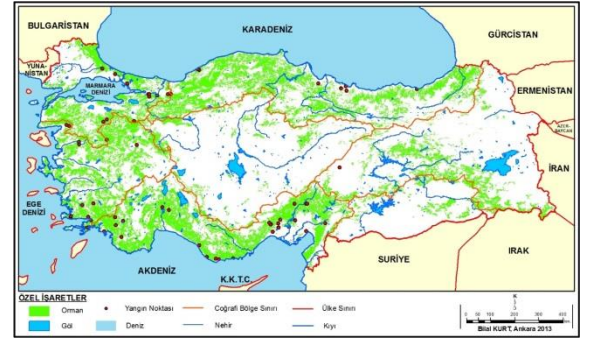 BULGARİSTAN
KARADENİZ
GÜRCİSTAN
YUNA-
NİSTAN
MARMARA
DENİZİ
ERMENİSTAN
AZER-
BAYCAN
İRAN
EGE
DENİZİ
AKDENİZ
K.K.T.C.
SURİYE
IRAK
ÖZEL İŞARETLER
Orman
Yangın Noktası
Coğrafi Bölge Sınırı
Ülke Sınırı
Göl
Deniz
Nehir
Kıyı
Bilal KURT, Ankara 2013